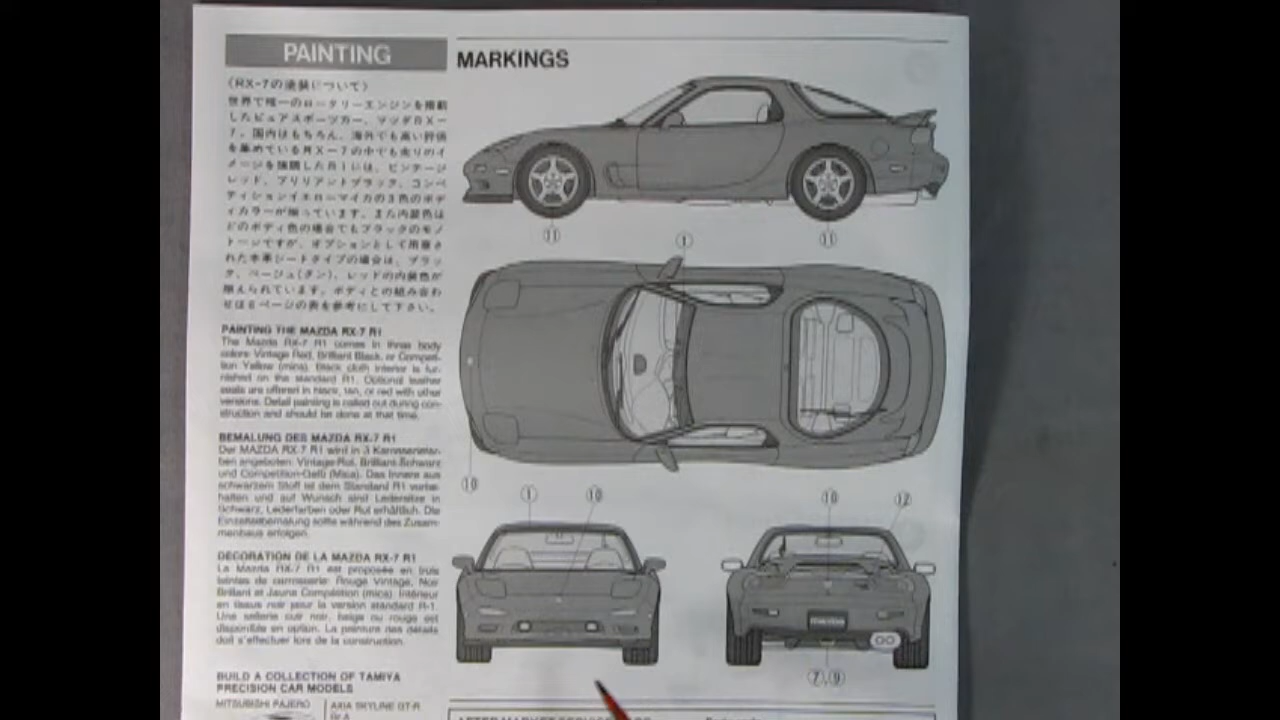 PAINTING
MARKINGS
(RX-7の塗装について)
世界で唯一のロータリーエンジンを搭載
したピュアスポーツカー、マツダRX-
7。国内はもちろん、海外でも高い評価
を集めているRX-7の中でも走りのイ
メージを強調したR1には、ビンテージ
レッド、ブリリアントブラック、コンペ
ティションイエローマイカの3色のボデ
ィカラーが揃っています。また内装色は
どのボディ色の場合でもブラックのモノ
トーンですが、オプションとして用意さ
れた本革シートタイプの場合は、ブラッ
ク、ベージュ(タン)、レッドの内装色が
揃えられています。ボディとの組み合わ
せは6ページの表を参考にして下さい。
PAINTING THE MAZDA RX-7 R1
The Mazda RX-7 R1 comes in three body
colors: Vintage Red, Brilliant Black, or Competi-
tion Yellow (mica). Black cloth interior is fur-
nished on the standard R1. Optional leather
seats are offered in black, tan, or red with other
versions. Detail painting is called out during con-
struction and should be done at that time.
BEMALUNG DES MAZDA RX-7 R1
Der MAZDA RX-7 R1 wird in 3 Karosseriefar-
ben angeboten: Vintage-Rot, Brilliant-Schwarz
und Competition-Gelb (Mica). Das Innere aus
schwarzem Stoff ist dem Standard R1 vorbe-
halten und auf Wunsch sind Ledersitze in
Schwarz, Lederfarben oder Rot erhältlich. Die
Einzelteilbemalung sollte während des Zusam-
menbaus erfolgen.
DECORATION DE LA MAZDA RX-7 R1
La Mazda RX-7 R1 est proposée en trois
teintes de carrosserie: Rouge Vintage, Noir
Brillant et Jaune Compétition (mica). Intérieur
en tissus noir pour la version standard R-1.
Une sellerie cuir noir, beige ou rouge est
disponible en option. La peinture des détails
doit s'effectuer lors de la construction.
BUILD A COLLECTION OF TAMIYA
PRECISION CAR MODELS
MITSUBISHI PAJERO
AXIA SKYLINE GT-R
Gr.A
⑪
⑪
①
⑩
①
⑩
⑩
⑫
⑦,⑨
MAZDA